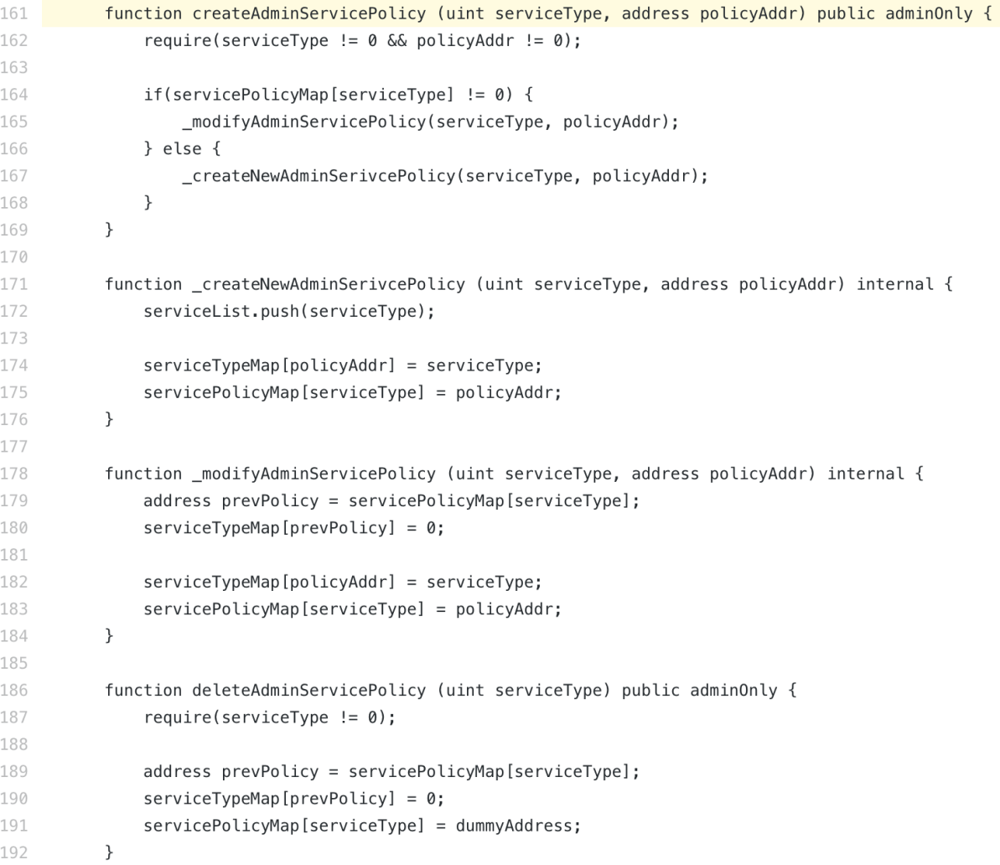 161 function createAdminServicePolicy (uint serviceType, address policyAddr) public adminOnly {
162 require(serviceType != 0 && policyAddr != 0);
163
164 if(servicePolicyMap[serviceType] != 0) {
165 _modifyAdminServicePolicy(serviceType, policyAddr);
166 } else {
167 _createNewAdminSerivcePolicy(serviceType, policyAddr);
168 }
169 }
170
171 function _createNewAdminSerivcePolicy (uint serviceType, address policyAddr) internal {
172 serviceList.push(serviceType);
173
174 serviceTypeMap[policyAddr] = serviceType;
175 servicePolicyMap[serviceType] = policyAddr;
176 }
177
178 function _modifyAdminServicePolicy (uint serviceType, address policyAddr) internal {
179 address prevPolicy = servicePolicyMap[serviceType];
180 serviceTypeMap[prevPolicy] = 0;
181
182 serviceTypeMap[policyAddr] = serviceType;
183 servicePolicyMap[serviceType] = policyAddr;
184 }
185
186 function deleteAdminServicePolicy (uint serviceType) public adminOnly {
187 require(serviceType != 0);
188
189 address prevPolicy = servicePolicyMap[serviceType];
190 serviceTypeMap[prevPolicy] = 0;
191 servicePolicyMap[serviceType] = dummyAddress;
192 }